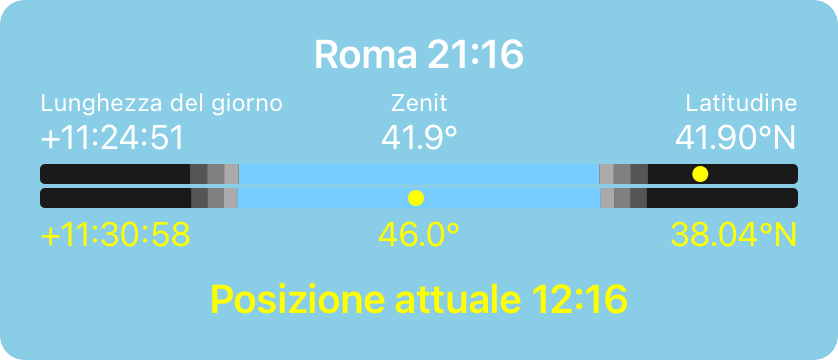 Roma 21:16
Lunghezza del giorno Zenit Latitudine
+11:24:51 41.9° 41.90°N
+11:30:58 46.0° 38.04°N
Posizione attuale 12:16